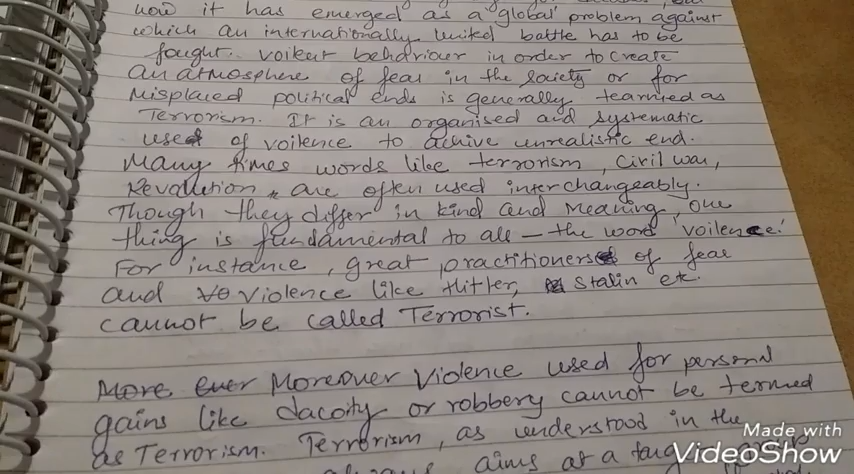 how it has emerged as a 'global' problem against
which an internationally united battle has to be
fought. voilent behaviour in order to create
an atmosphere of fear in the society or for
misplaced political ends is generally tearmed as
Terrorism. It is an organised and systematic
used of voilence to achive unrealistic end.
Many times words like terrorism, civil war,
Revolution, are often used interchangeably.
Though they differ in kind and meaning, one
thing is fundamental to all – the word 'voilence'
For instance, great practitioners of fear
and violence like Hitler, Stalin etc.
cannot be called Terrorist.
More ever Moreover Violence used for personal
gains like dacoity or robbery cannot be termed
as Terrorism. Terrorism, as understood in the
aims at a
Made with
VideoShow